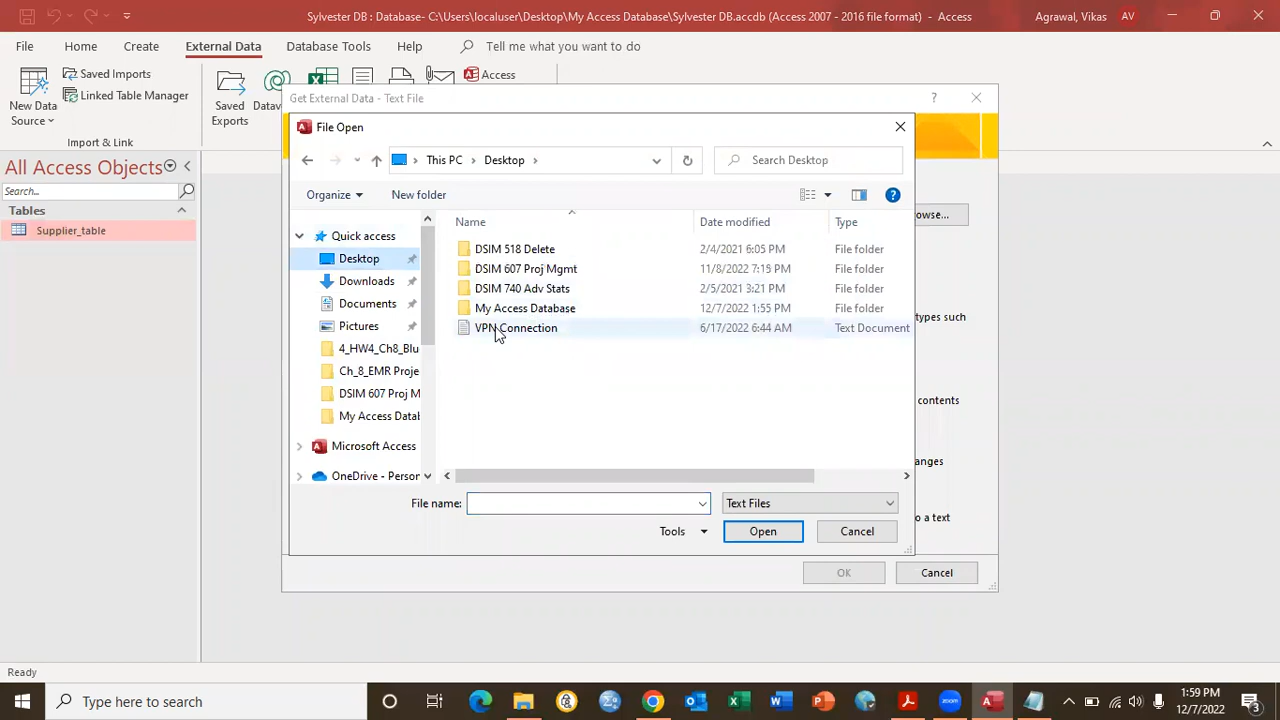 Sylvester DB : Database- C:\Users\localuser\Desktop\My Access Database\Sylvester DB.accdb (Access 2007 - 2016 file format) - Access
Agrawal, Vikas AV
File Home Create External Data Database Tools Help Tell me what you want to do
New Data Source
Saved Imports
Linked Table Manager
Saved Exports
Datav
Access
Import & Link
Get External Data - Text File ?
File Open
All Access Objects
Search...
Tables
Supplier_table
This PC Desktop
Search Desktop
Organize New folder
Name Date modified Type
Quick access
Desktop
Downloads
Documents
Pictures
4_HW4_Ch8_Blu
Ch_8_EMR Proje
DSIM 607 Proj M
My Access Datab
Microsoft Access
OneDrive - Person
DSIM 518 Delete 2/4/2021 6:05 PM File folder
DSIM 607 Proj Mgmt 11/8/2022 7:15 PM File folder
DSIM 740 Adv Stats 2/5/2021 3:21 PM File folder
My Access Database 12/7/2022 1:55 PM File folder
VPN Connection 6/17/2022 6:44 AM Text Document
File name: Text Files
Tools Open Cancel
owse...
types such
contents
anges
o a text
OK Cancel
Ready
Type here to search
1:59 PM
12/7/2022
3